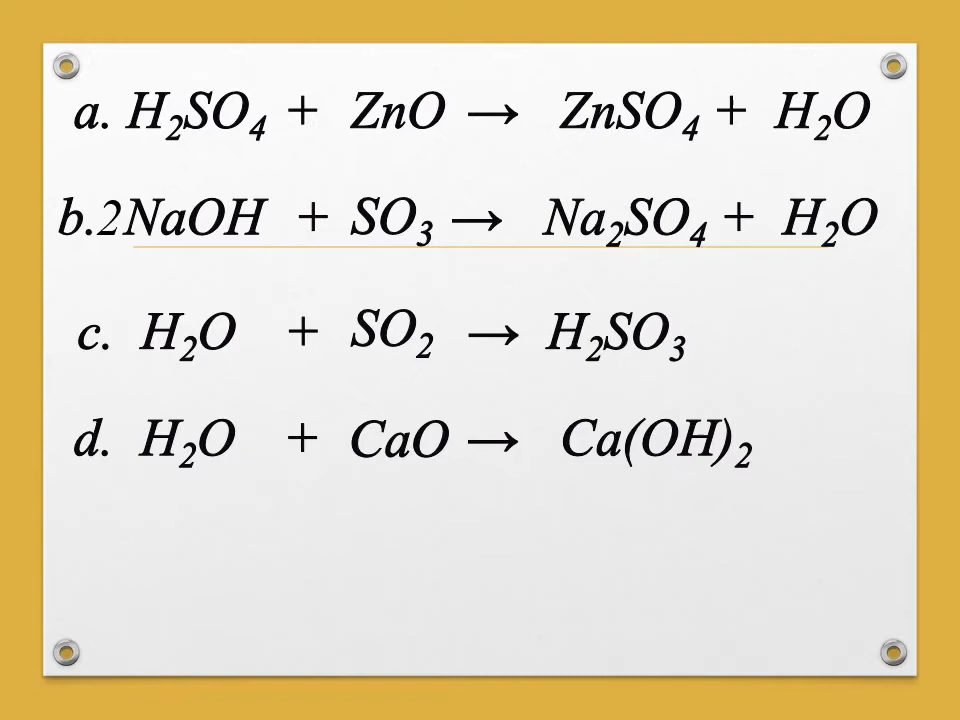 a. H₂SO₄ + ZnO → ZnSO₄ + H₂O
b.2NaOH + SO₃ → Na₂SO₄ + H₂O
c. H₂O + SO₂ → H₂SO₃
d. H₂O + CaO → Ca(OH)₂